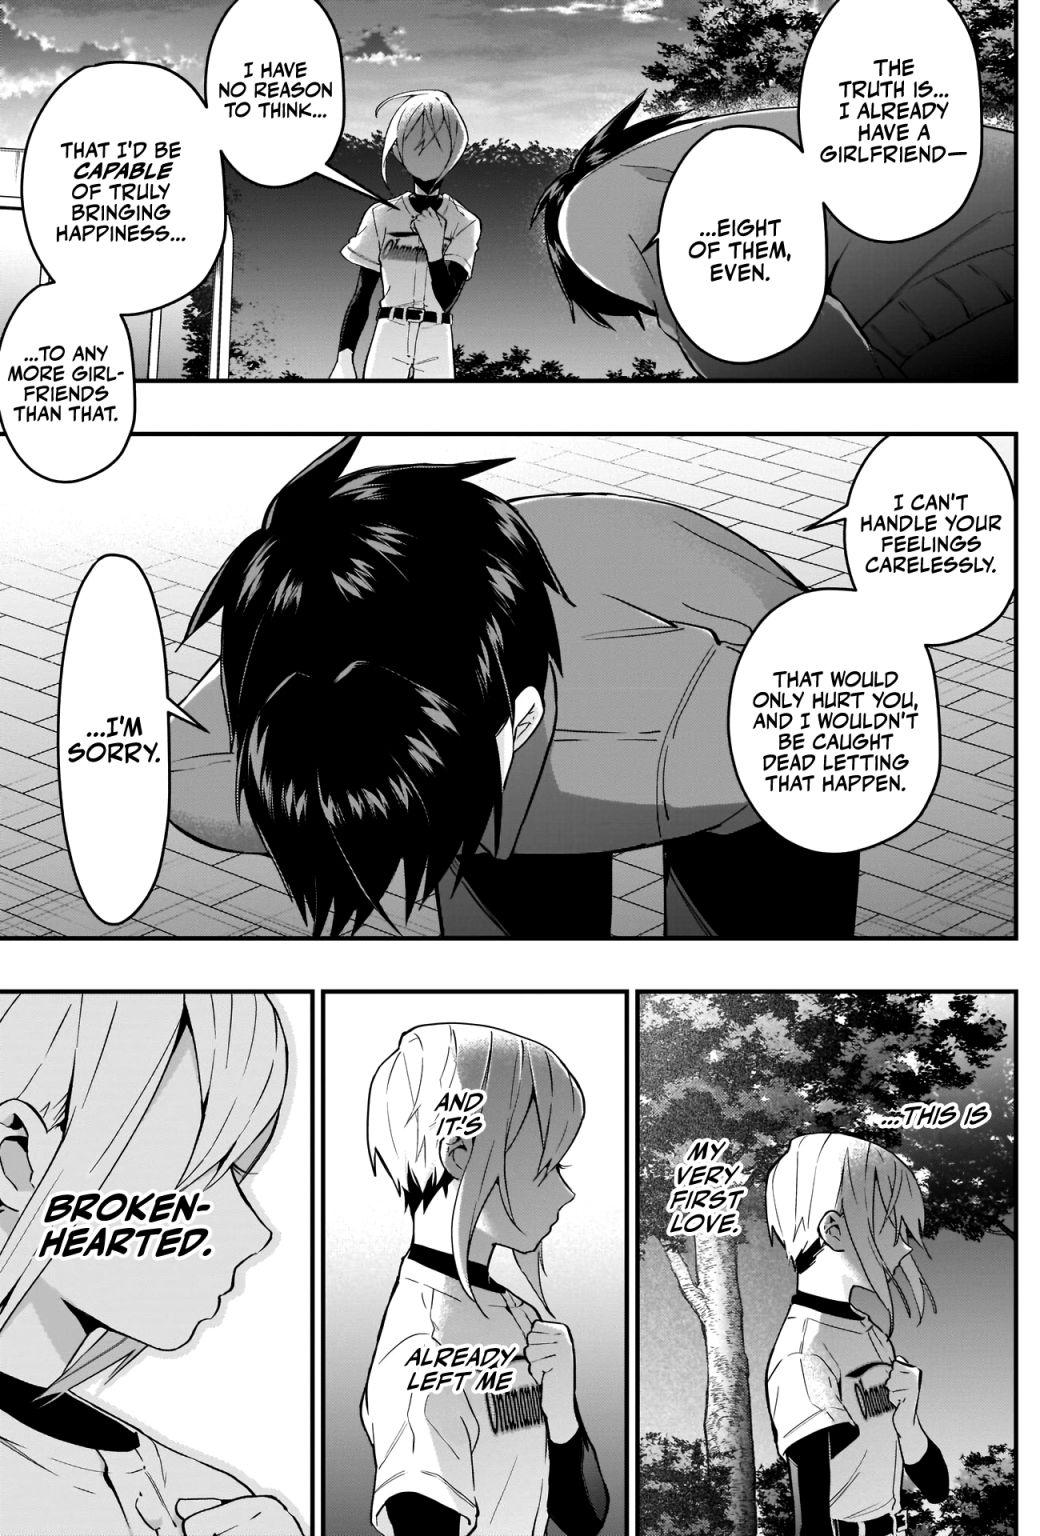 THE
TRUTH IS...
I ALREADY
HAVE A
GIRLFRIEND—
...EIGHT
OF THEM,
EVEN.
I HAVE
NO REASON
TO THINK...
THAT I'D BE
CAPABLE
OF TRULY
BRINGING
HAPPINESS...
...TO ANY
MORE GIRL-
FRIENDS
THAN THAT.
I CAN'T
HANDLE YOUR
FEELINGS
CARELESSLY.
THAT WOULD
ONLY HURT YOU,
AND I WOULDN'T
BE CAUGHT
DEAD LETTING
THAT HAPPEN.
...I'M
SORRY.
...THIS IS
MY
VERY
FIRST
LOVE.
AND
IT'S
ALREADY
LEFT ME
BROKEN-
HEARTED.